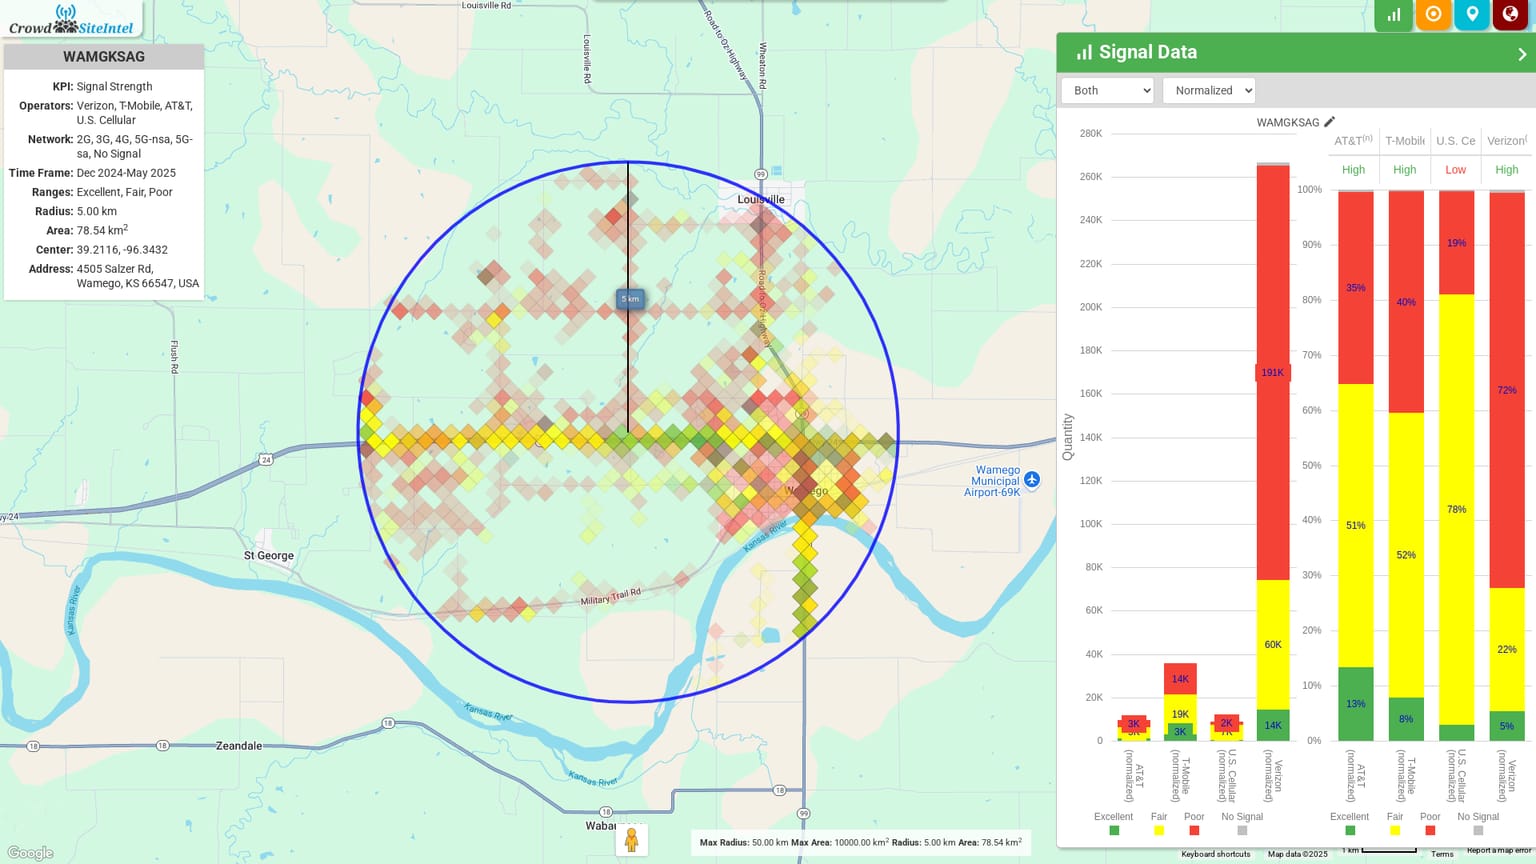 Crowd SiteIntel
WAMGKSAG
KPI: Signal Strength
Operators: Verizon, T-Mobile, AT&T,
U.S. Cellular
Network: 2G, 3G, 4G, 5G-nsa, 5G-
sa, No Signal
Time Frame: Dec 2024-May 2025
Ranges: Excellent, Fair, Poor
Radius: 5.00 km
Area: 78.54 km²
Center: 39.2116, -96.3432
Address: 4505 Salzer Rd,
Wamego, KS 66547, USA
Louisville Rd
Louisville Rd
Road to Oz Highway
Wheaton Rd
99
Louisville
5 km
Road to Oz Highway
Flush Rd
24
wy-24
St George
Wamego
Wamego
Municipal
Airport-69K
Kansas River
Kansas River
Military Trail Rd
Kansas River
Kansas River
18
18
18
Zeandale
18
18
99
Google
Max Radius: 50.00 km Max Area: 10000.00 km² Radius: 5.00 km Area: 78.54 km²
Signal Data
Both
Normalized
WAMGKSAG
Quantity
280K
260K
240K
220K
200K
180K
160K
140K
120K
100K
80K
60K
40K
20K
0
3K
14K
19K
3K
2K
191K
60K
14K
AT&T
(normalized)
T-Mobile
(normalized)
U.S. Cellular
(normalized)
Verizon
(normalized)
Excellent
Fair
Poor
No Signal
AT&T(n)
T-Mobile
U.S. Ce
Verizon(
High
High
Low
High
100%
90%
80%
70%
60%
50%
40%
30%
20%
10%
0%
35%
51%
13%
40%
52%
8%
19%
78%
72%
22%
5%
AT&T
(normalized)
T-Mobile
(normalized)
U.S. Cellular
(normalized)
Verizon
(normalized)
Excellent
Fair
Poor
No Signal
Keyboard shortcuts
Map data ©2025
1 km
Terms
Report a map error